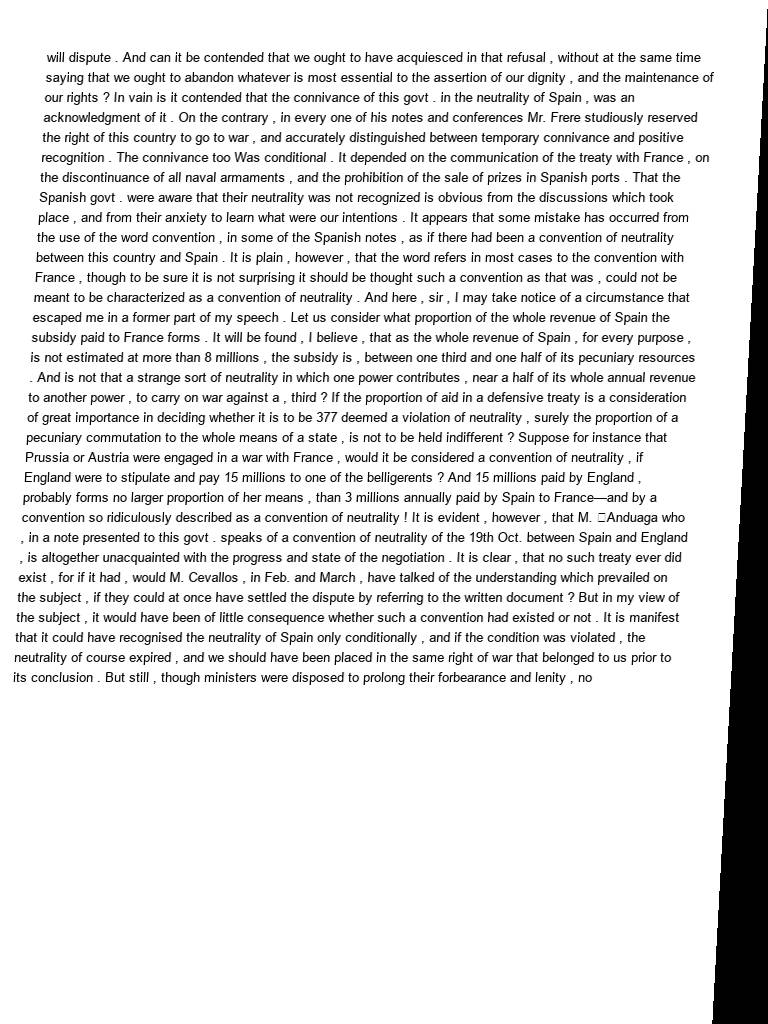 will dispute . And can it be contended that we ought to have acquiesced in that refusal , without at the same time
saying that we ought to abandon whatever is most essential to the assertion of our dignity , and the maintenance of
our rights ? In vain is it contended that the connivance of this govt . in the neutrality of Spain , was an
acknowledgment of it . On the contrary , in every one of his notes and conferences Mr. Frere studiously reserved
the right of this country to go to war , and accurately distinguished between temporary connivance and positive
recognition . The connivance too Was conditional . It depended on the communication of the treaty with France , on
the discontinuance of all naval armaments , and the prohibition of the sale of prizes in Spanish ports . That the
Spanish govt . were aware that their neutrality was not recognized is obvious from the discussions which took
place , and from their anxiety to learn what were our intentions . It appears that some mistake has occurred from
the use of the word convention , in some of the Spanish notes , as if there had been a convention of neutrality
between this country and Spain . It is plain , however , that the word refers in most cases to the convention with
France , though to be sure it is not surprising it should be thought such a convention as that was , could not be
meant to be characterized as a convention of neutrality . And here , sir , I may take notice of a circumstance that
escaped me in a former part of my speech . Let us consider what proportion of the whole revenue of Spain the
subsidy paid to France forms . It will be found , I believe , that as the whole revenue of Spain , for every purpose ,
is not estimated at more than 8 millions , the subsidy is , between one third and one half of its pecuniary resources
. And is not that a strange sort of neutrality in which one power contributes , near a half of its whole annual revenue
to another power , to carry on war against a , third ? If the proportion of aid in a defensive treaty is a consideration
of great importance in deciding whether it is to be 377 deemed a violation of neutrality , surely the proportion of a
pecuniary commutation to the whole means of a state , is not to be held indifferent ? Suppose for instance that
Prussia or Austria were engaged in a war with France , would it be considered a convention of neutrality , if
England were to stipulate and pay 15 millions to one of the belligerents ? And 15 millions paid by England ,
probably forms no larger proportion of her means , than 3 millions annually paid by Spain to France—and by a
convention so ridiculously described as a convention of neutrality ! It is evident , however , that M. Anduaga who
, in a note presented to this govt . speaks of a convention of neutrality of the 19th Oct. between Spain and England
, is altogether unacquainted with the progress and state of the negotiation . It is clear , that no such treaty ever did
exist , for if it had , would M. Cevallos , in Feb. and March , have talked of the understanding which prevailed on
the subject , if they could at once have settled the dispute by referring to the written document ? But in my view of
the subject , it would have been of little consequence whether such a convention had existed or not . It is manifest
that it could have recognised the neutrality of Spain only conditionally , and if the condition was violated , the
neutrality of course expired , and we should have been placed in the same right of war that belonged to us prior to
its conclusion . But still , though ministers were disposed to prolong their forbearance and lenity , no